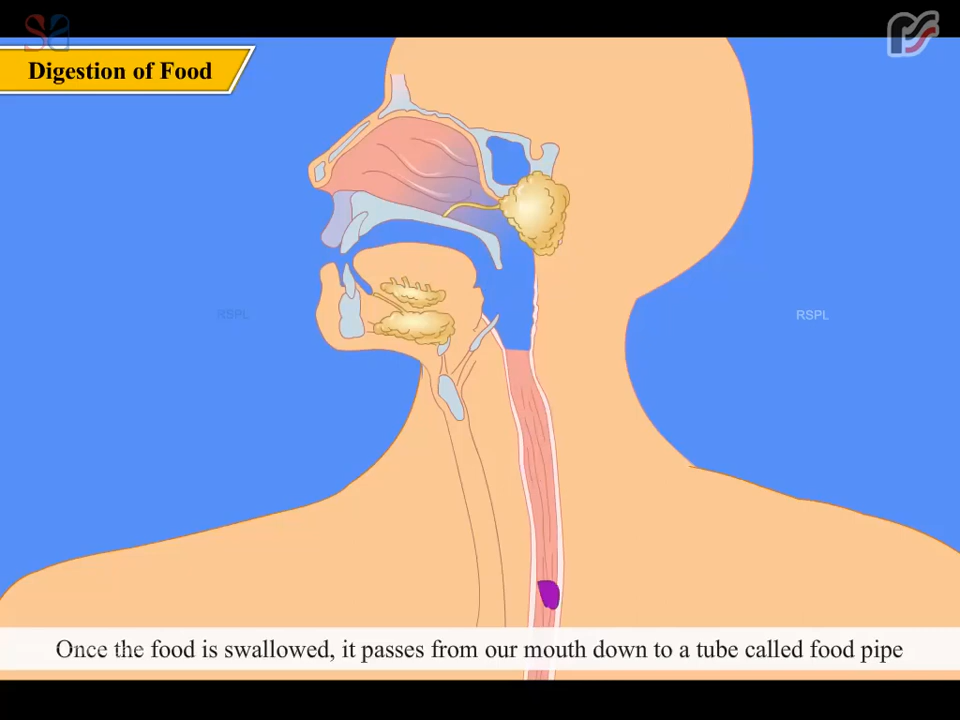 Digestion of Food
RSPL
RSPL
Once the food is swallowed, it passes from our mouth down to a tube called food pipe